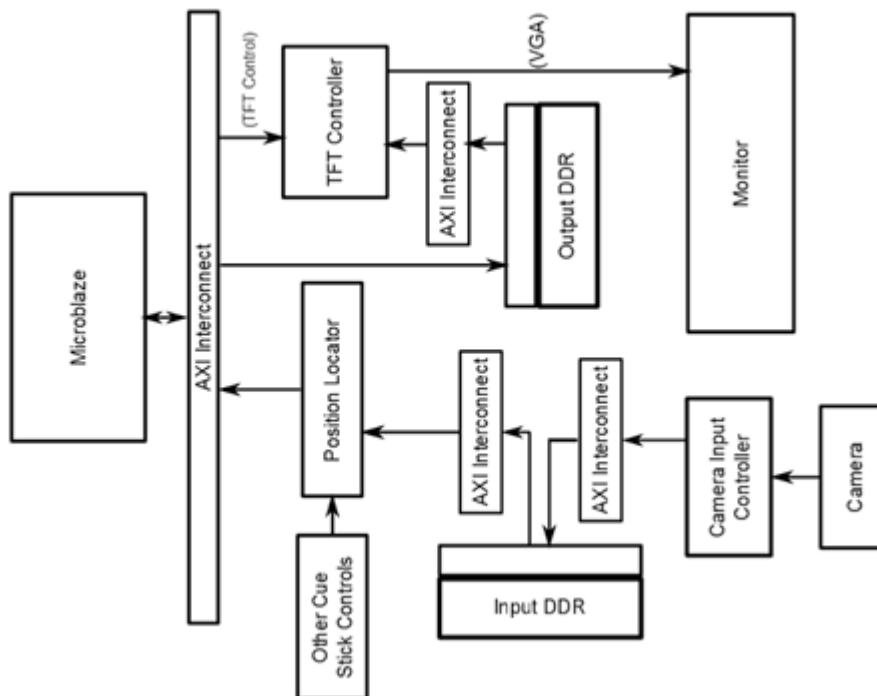 Microblaze
AXI Interconnect
(TFT Control)
TFT Controller
(VGA)
AXI Interconnect
Output DDR
Monitor
Position Locator
Other Cue
Stick Controls
AXI Interconnect
AXI Interconnect
Input DDR
Camera Input
Controller
Camera